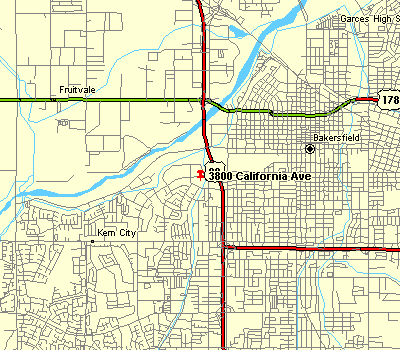 Garces High S
Fruitvale
178
Bakersfield
3800 California Ave
Kern City